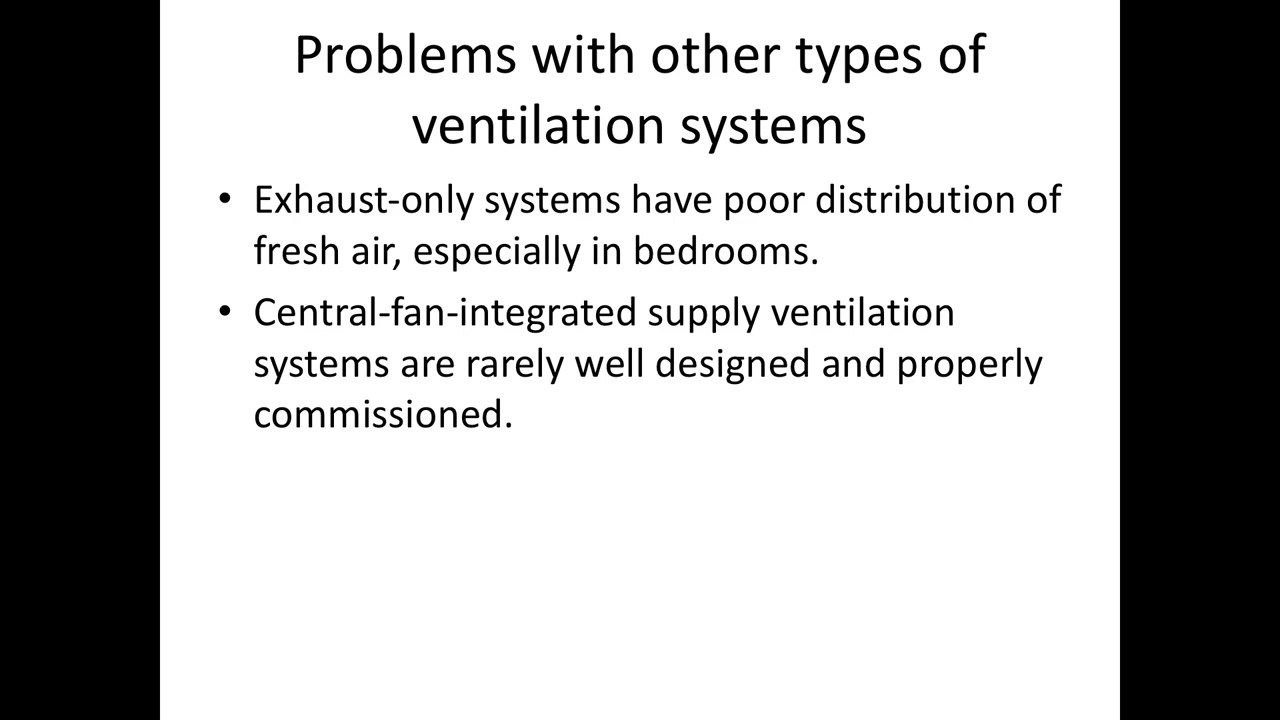 Problems with other types of
ventilation systems
• Exhaust-only systems have poor distribution of
fresh air, especially in bedrooms.
• Central-fan-integrated supply ventilation
systems are rarely well designed and properly
commissioned.